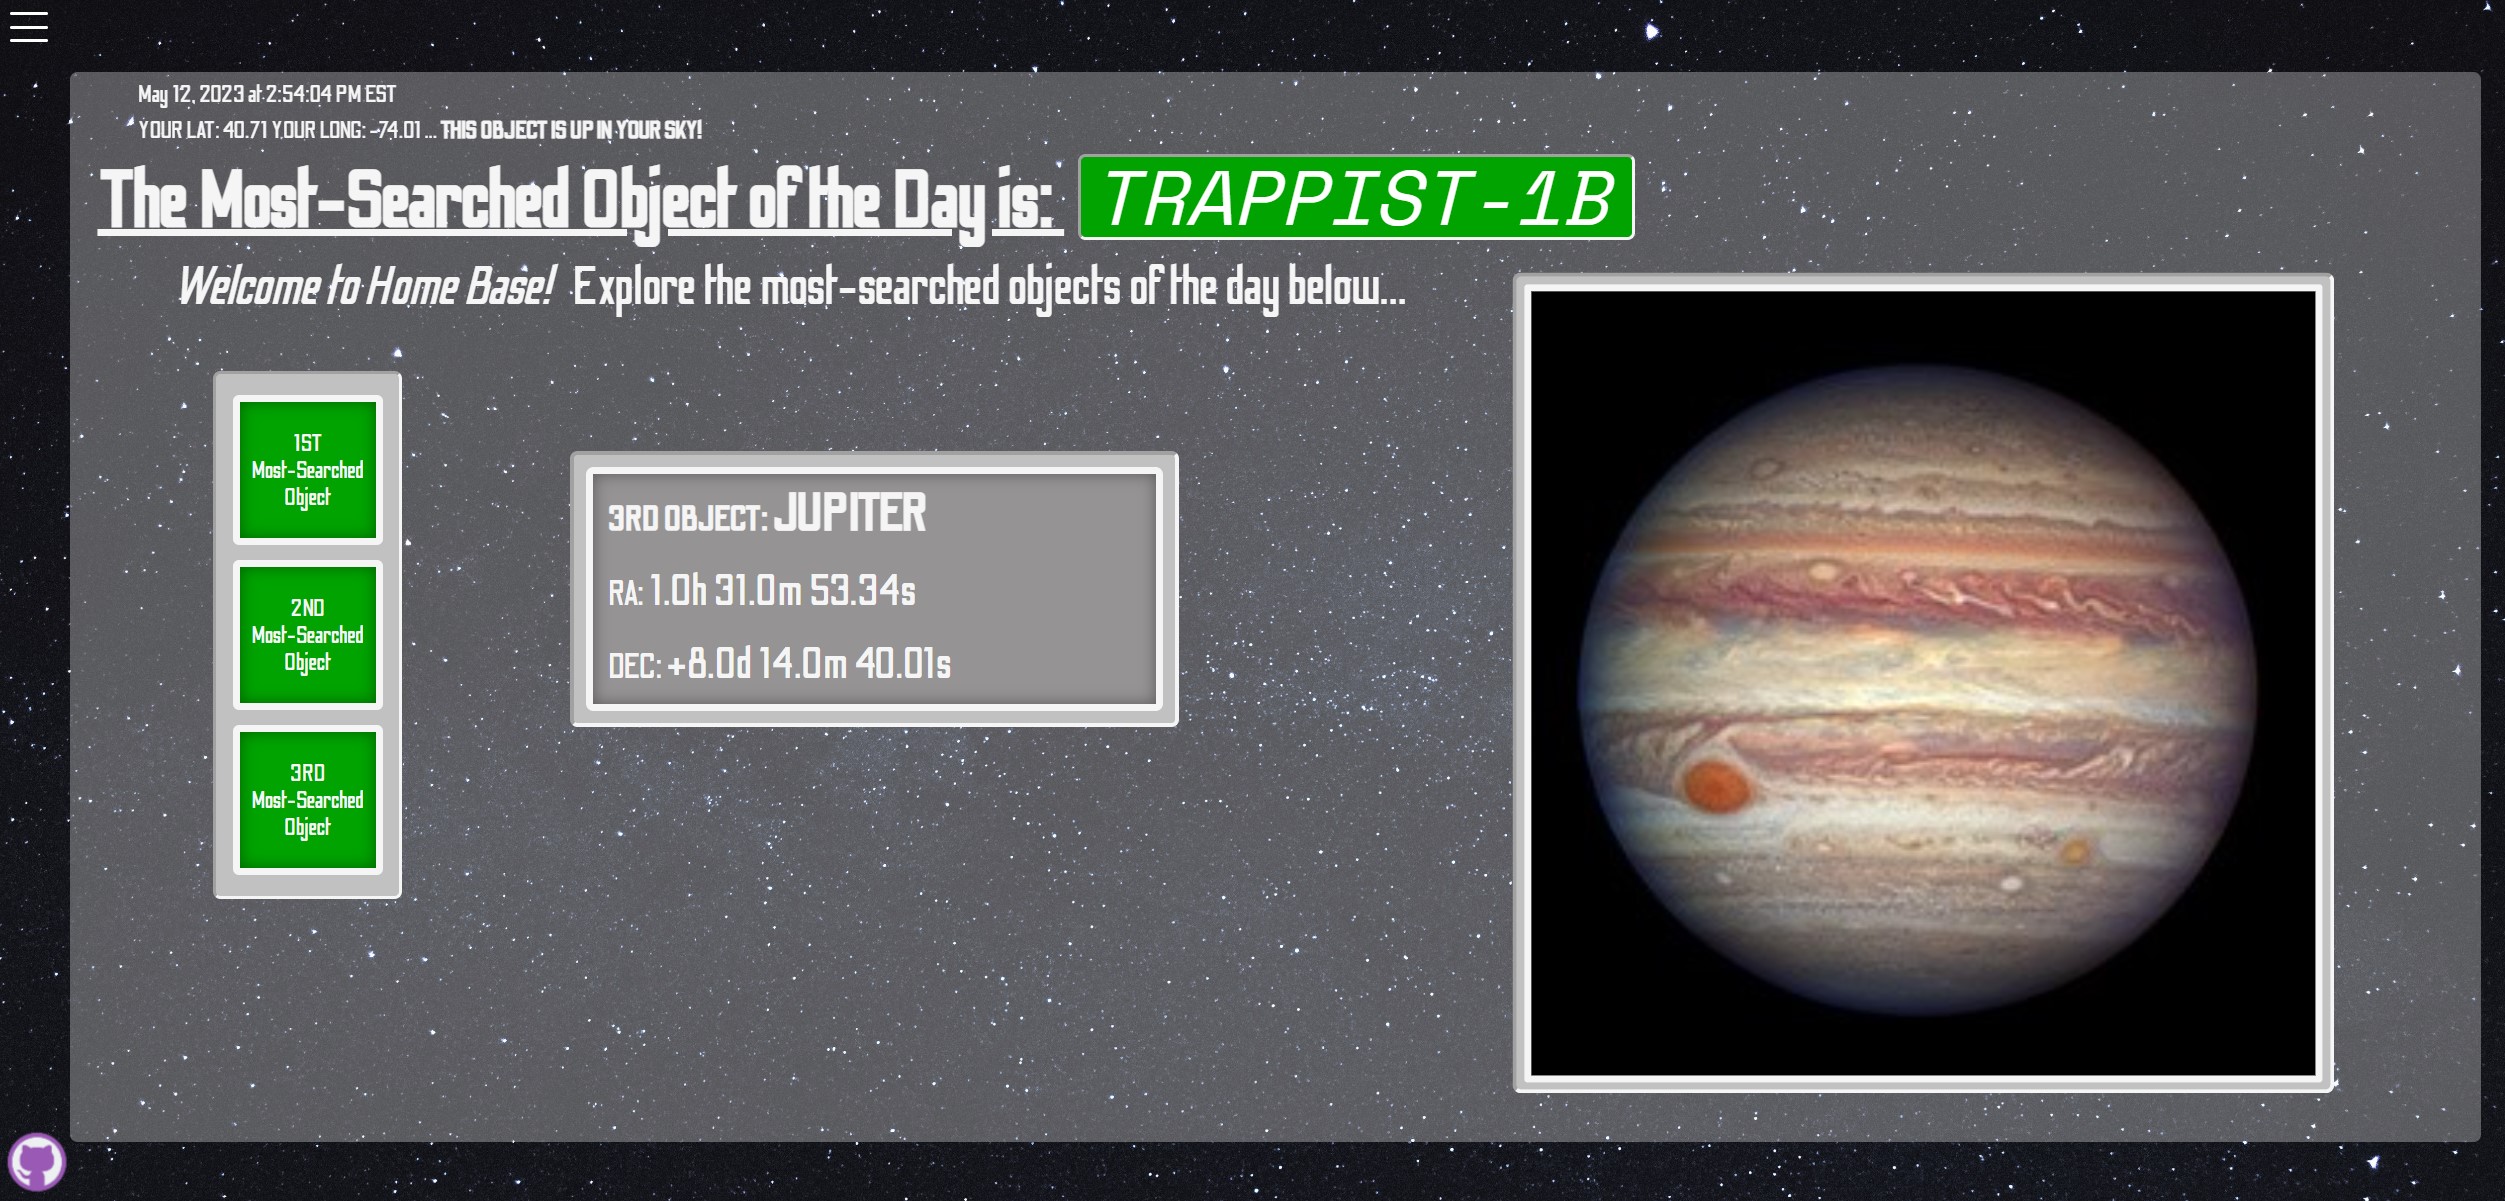 May 12, 2023 at 2:54:04 PM EST
YOUR LAT: 40.71 YOUR LONG: -74.01 ... THIS OBJECT IS UP IN YOUR SKY!
The Most-Searched Object of the Day is: TRAPPIST-1B
Welcome to Home Base! Explore the most-searched objects of the day below...
1ST
Most-Searched
Object
2ND
Most-Searched
Object
3RD
Most-Searched
Object
3RD OBJECT: JUPITER
RA: 1.0h 31.0m 53.34s
DEC: +8.0d 14.0m 40.01s